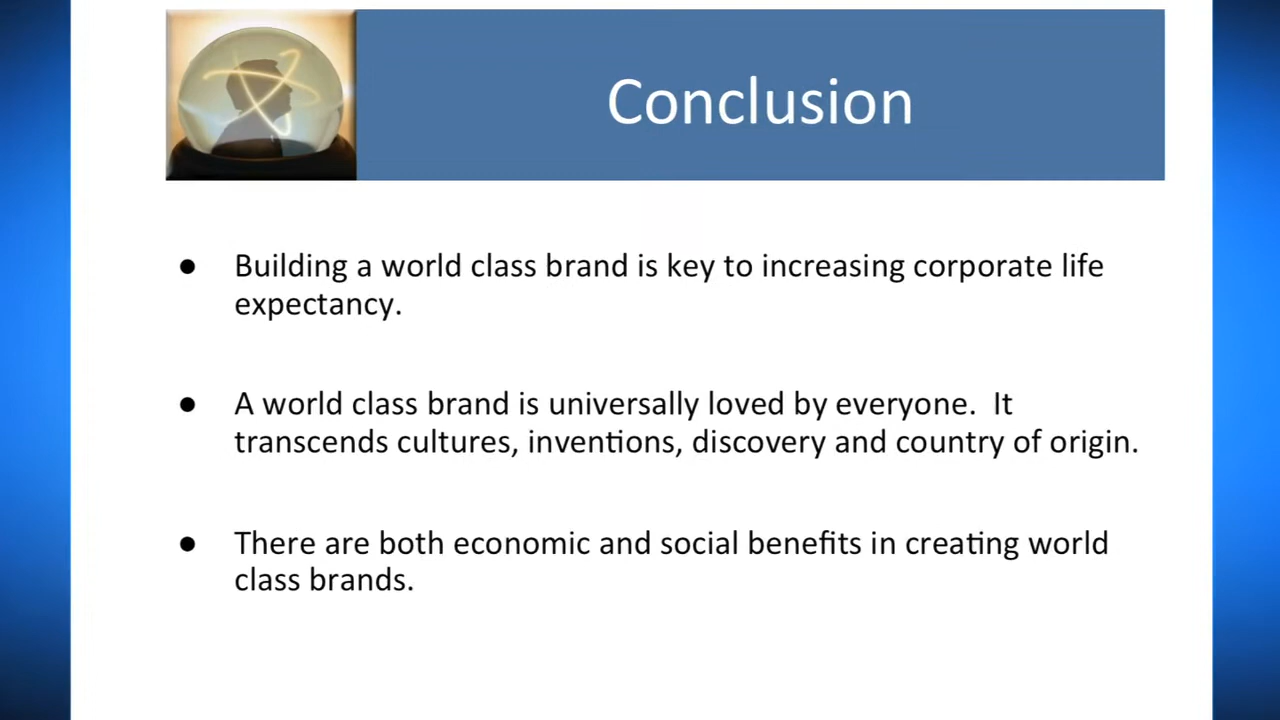 Conclusion
● Building a world class brand is key to increasing corporate life
expectancy.
● A world class brand is universally loved by everyone.  It
transcends cultures, inventions, discovery and country of origin.
● There are both economic and social benefits in creating world
class brands.